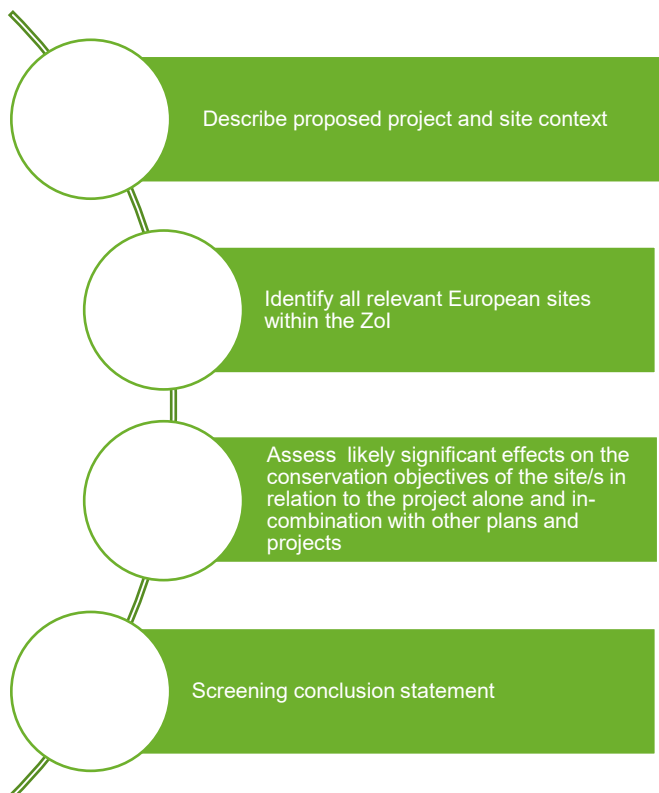 Describe proposed project and site context
Identify all relevant European sites
within the ZoI
Assess  likely significant effects on the
conservation objectives of the site/s in
relation to the project alone and in-
combination with other plans and
projects
Screening conclusion statement